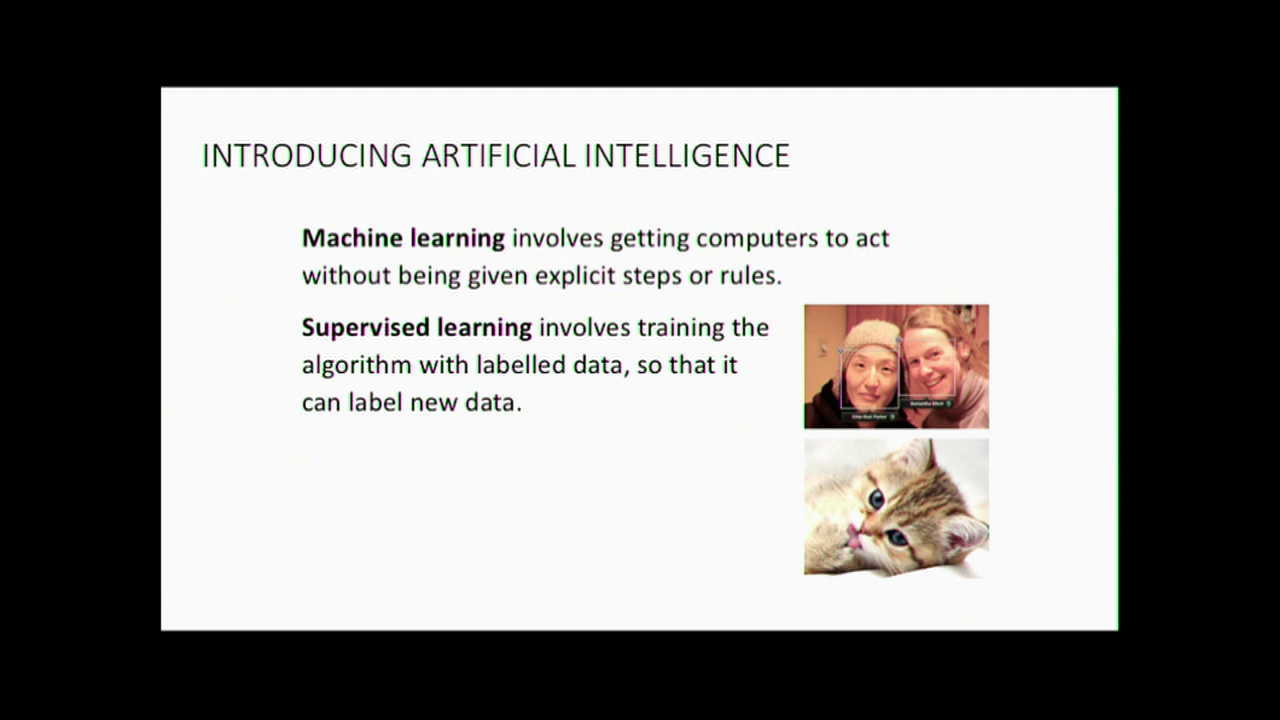 INTRODUCING ARTIFICIAL INTELLIGENCE
Machine learning involves getting computers to act
without being given explicit steps or rules.
Supervised learning involves training the
algorithm with labelled data, so that it
can label new data.